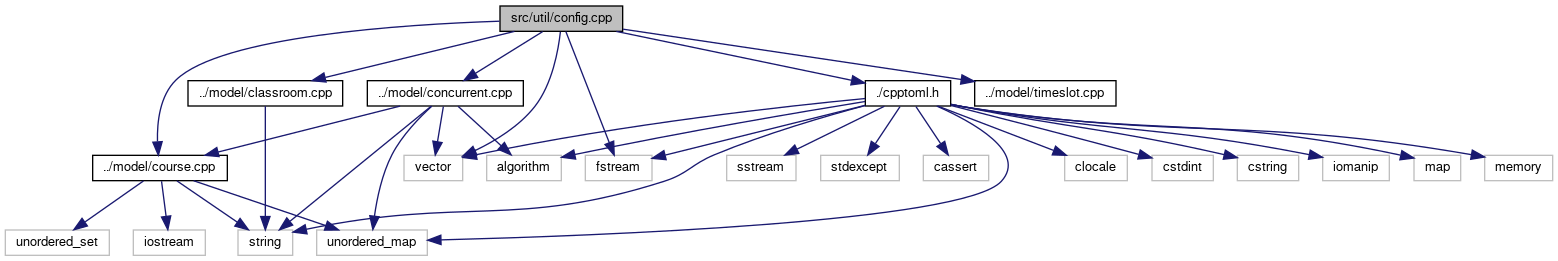 src/util/config.cpp
../model/classroom.cpp
../model/concurrent.cpp
./cpptoml.h
../model/timeslot.cpp
../model/course.cpp
vector
algorithm
fstream
sstream
stdexcept
cassert
clocale
cstdint
cstring
iomanip
map
memory
unordered_set
iostream
string
unordered_map